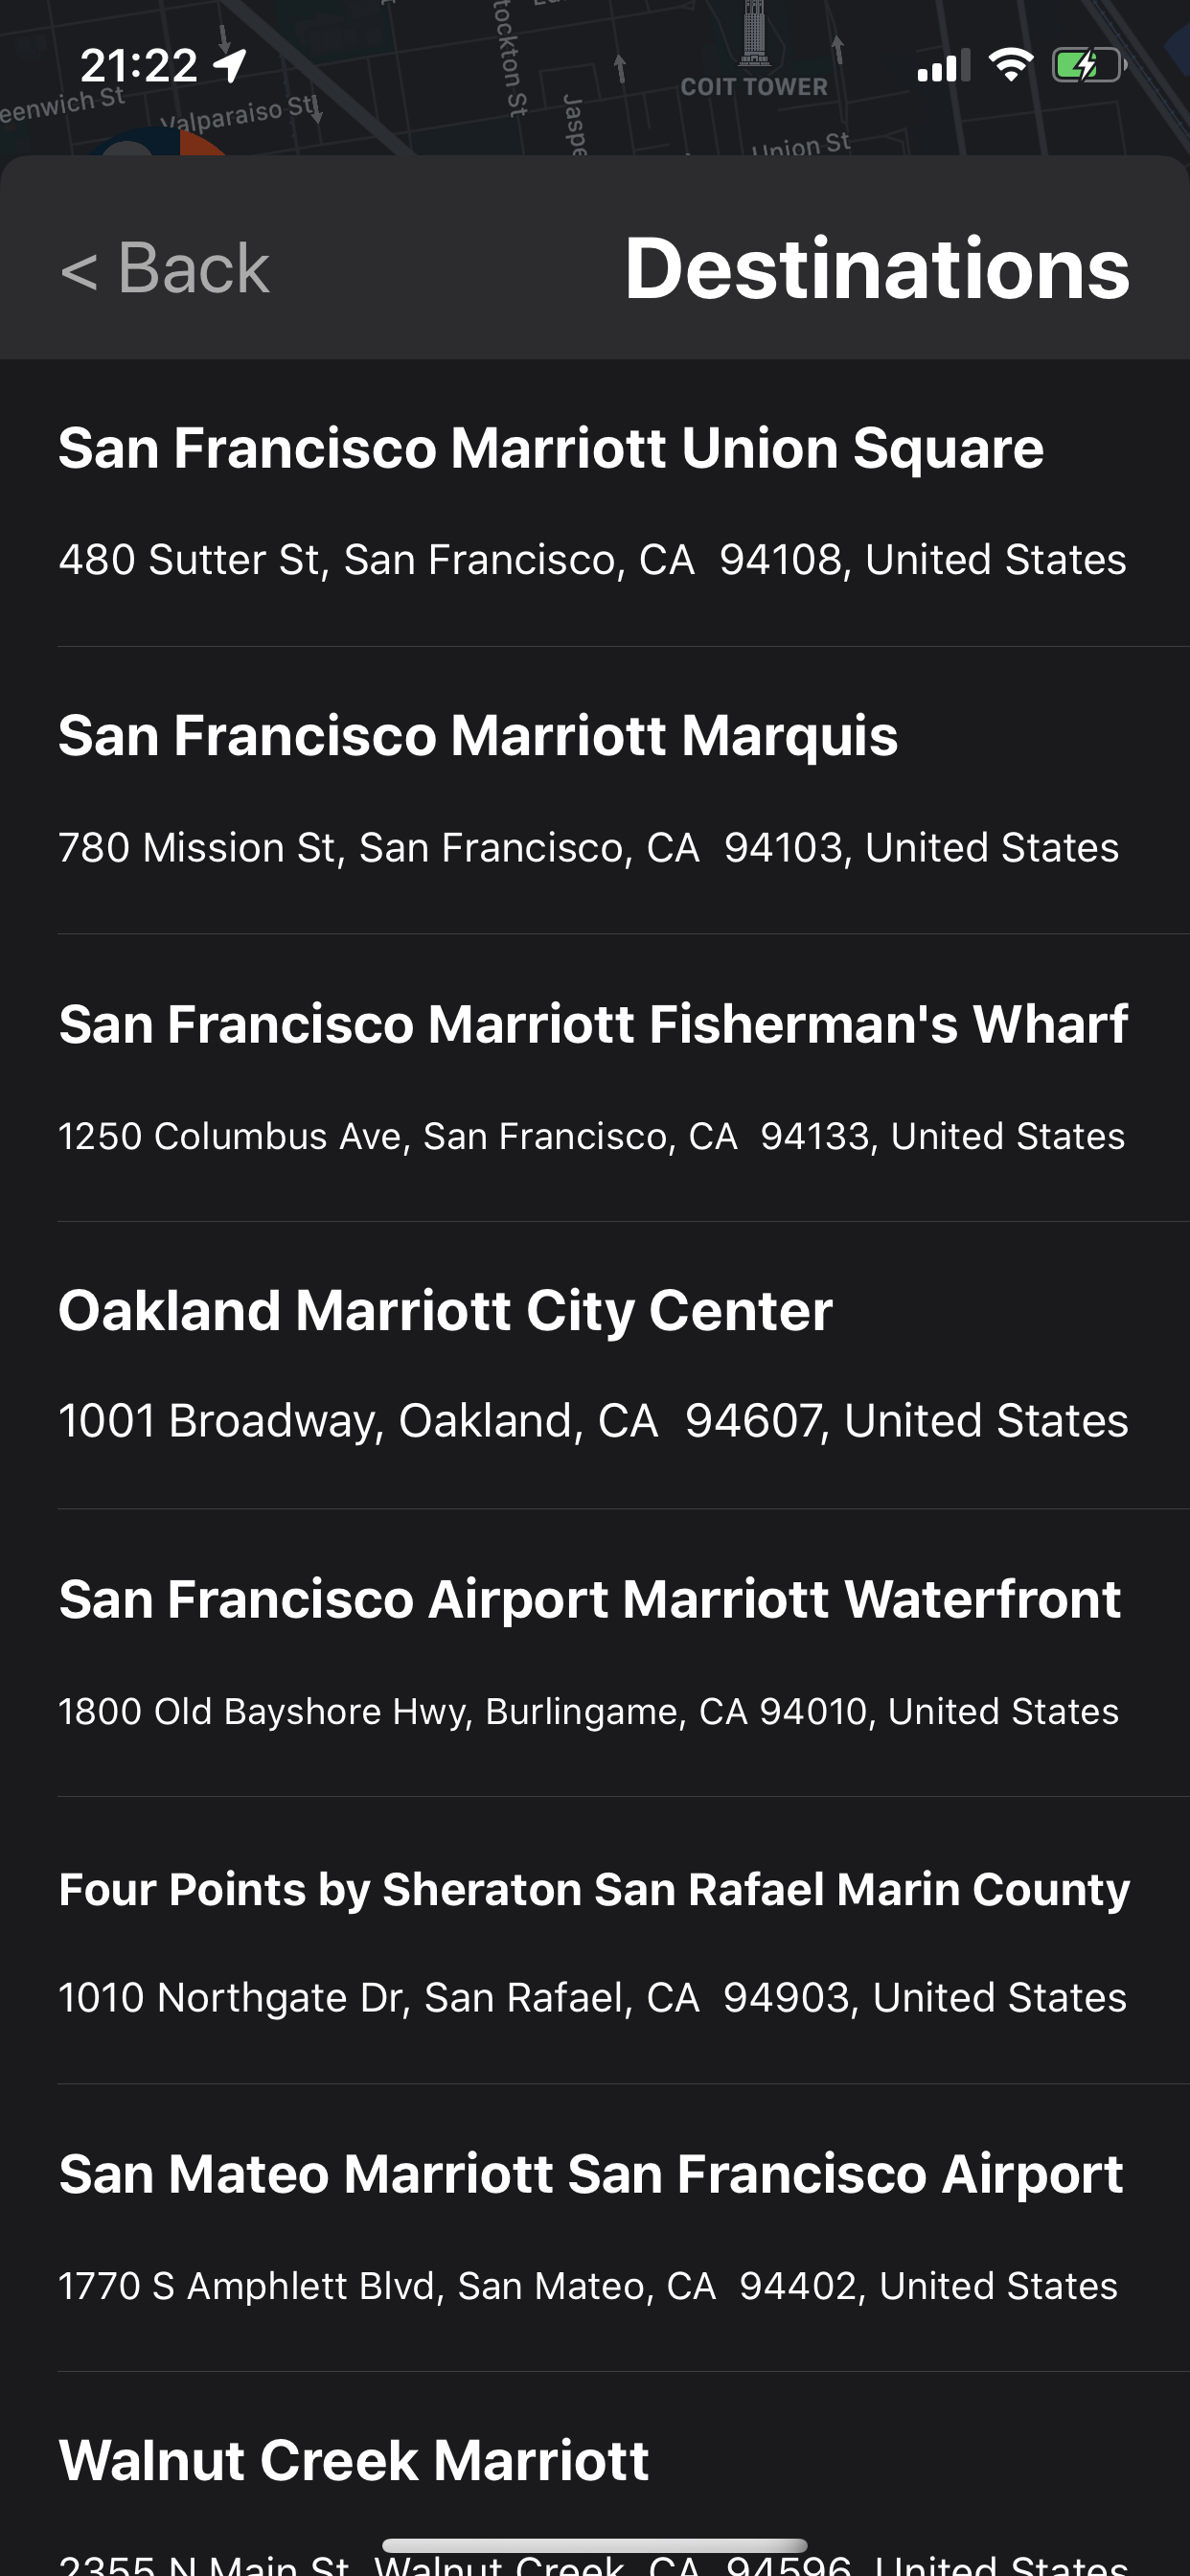 21:22
COIT TOWER
Valparaiso St
Union St
< Back
Destinations
San Francisco Marriott Union Square
480 Sutter St, San Francisco, CA  94108, United States
San Francisco Marriott Marquis
780 Mission St, San Francisco, CA  94103, United States
San Francisco Marriott Fisherman's Wharf
1250 Columbus Ave, San Francisco, CA  94133, United States
Oakland Marriott City Center
1001 Broadway, Oakland, CA  94607, United States
San Francisco Airport Marriott Waterfront
1800 Old Bayshore Hwy, Burlingame, CA 94010, United States
Four Points by Sheraton San Rafael Marin County
1010 Northgate Dr, San Rafael, CA  94903, United States
San Mateo Marriott San Francisco Airport
1770 S Amphlett Blvd, San Mateo, CA  94402, United States
Walnut Creek Marriott
2355 N Main St, Walnut Creek, CA  94596, United States